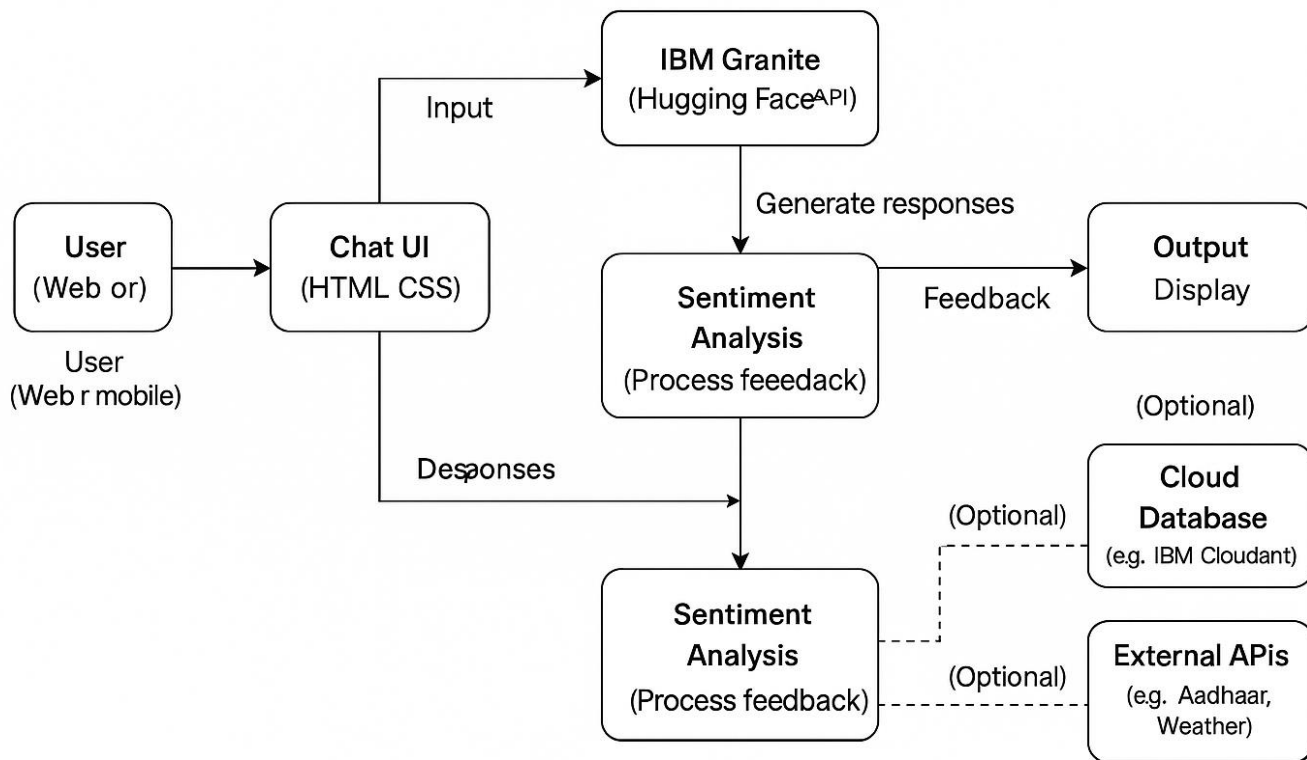 IBM Granite
(Hugging Face API)
Input
Generate responses
User
(Web or)
Chat UI
(HTML CSS)
Output
Display
Sentiment
Analysis
(Process feeedack)
Feedback
User
(Web r mobile)
(Optional)
Cloud
Database
(e.g. IBM Cloudant)
(Optional)
Sentiment
Analysis
(Process feedback)
External APis
(e.g. Aadhaar,
Weather)
(Optional)